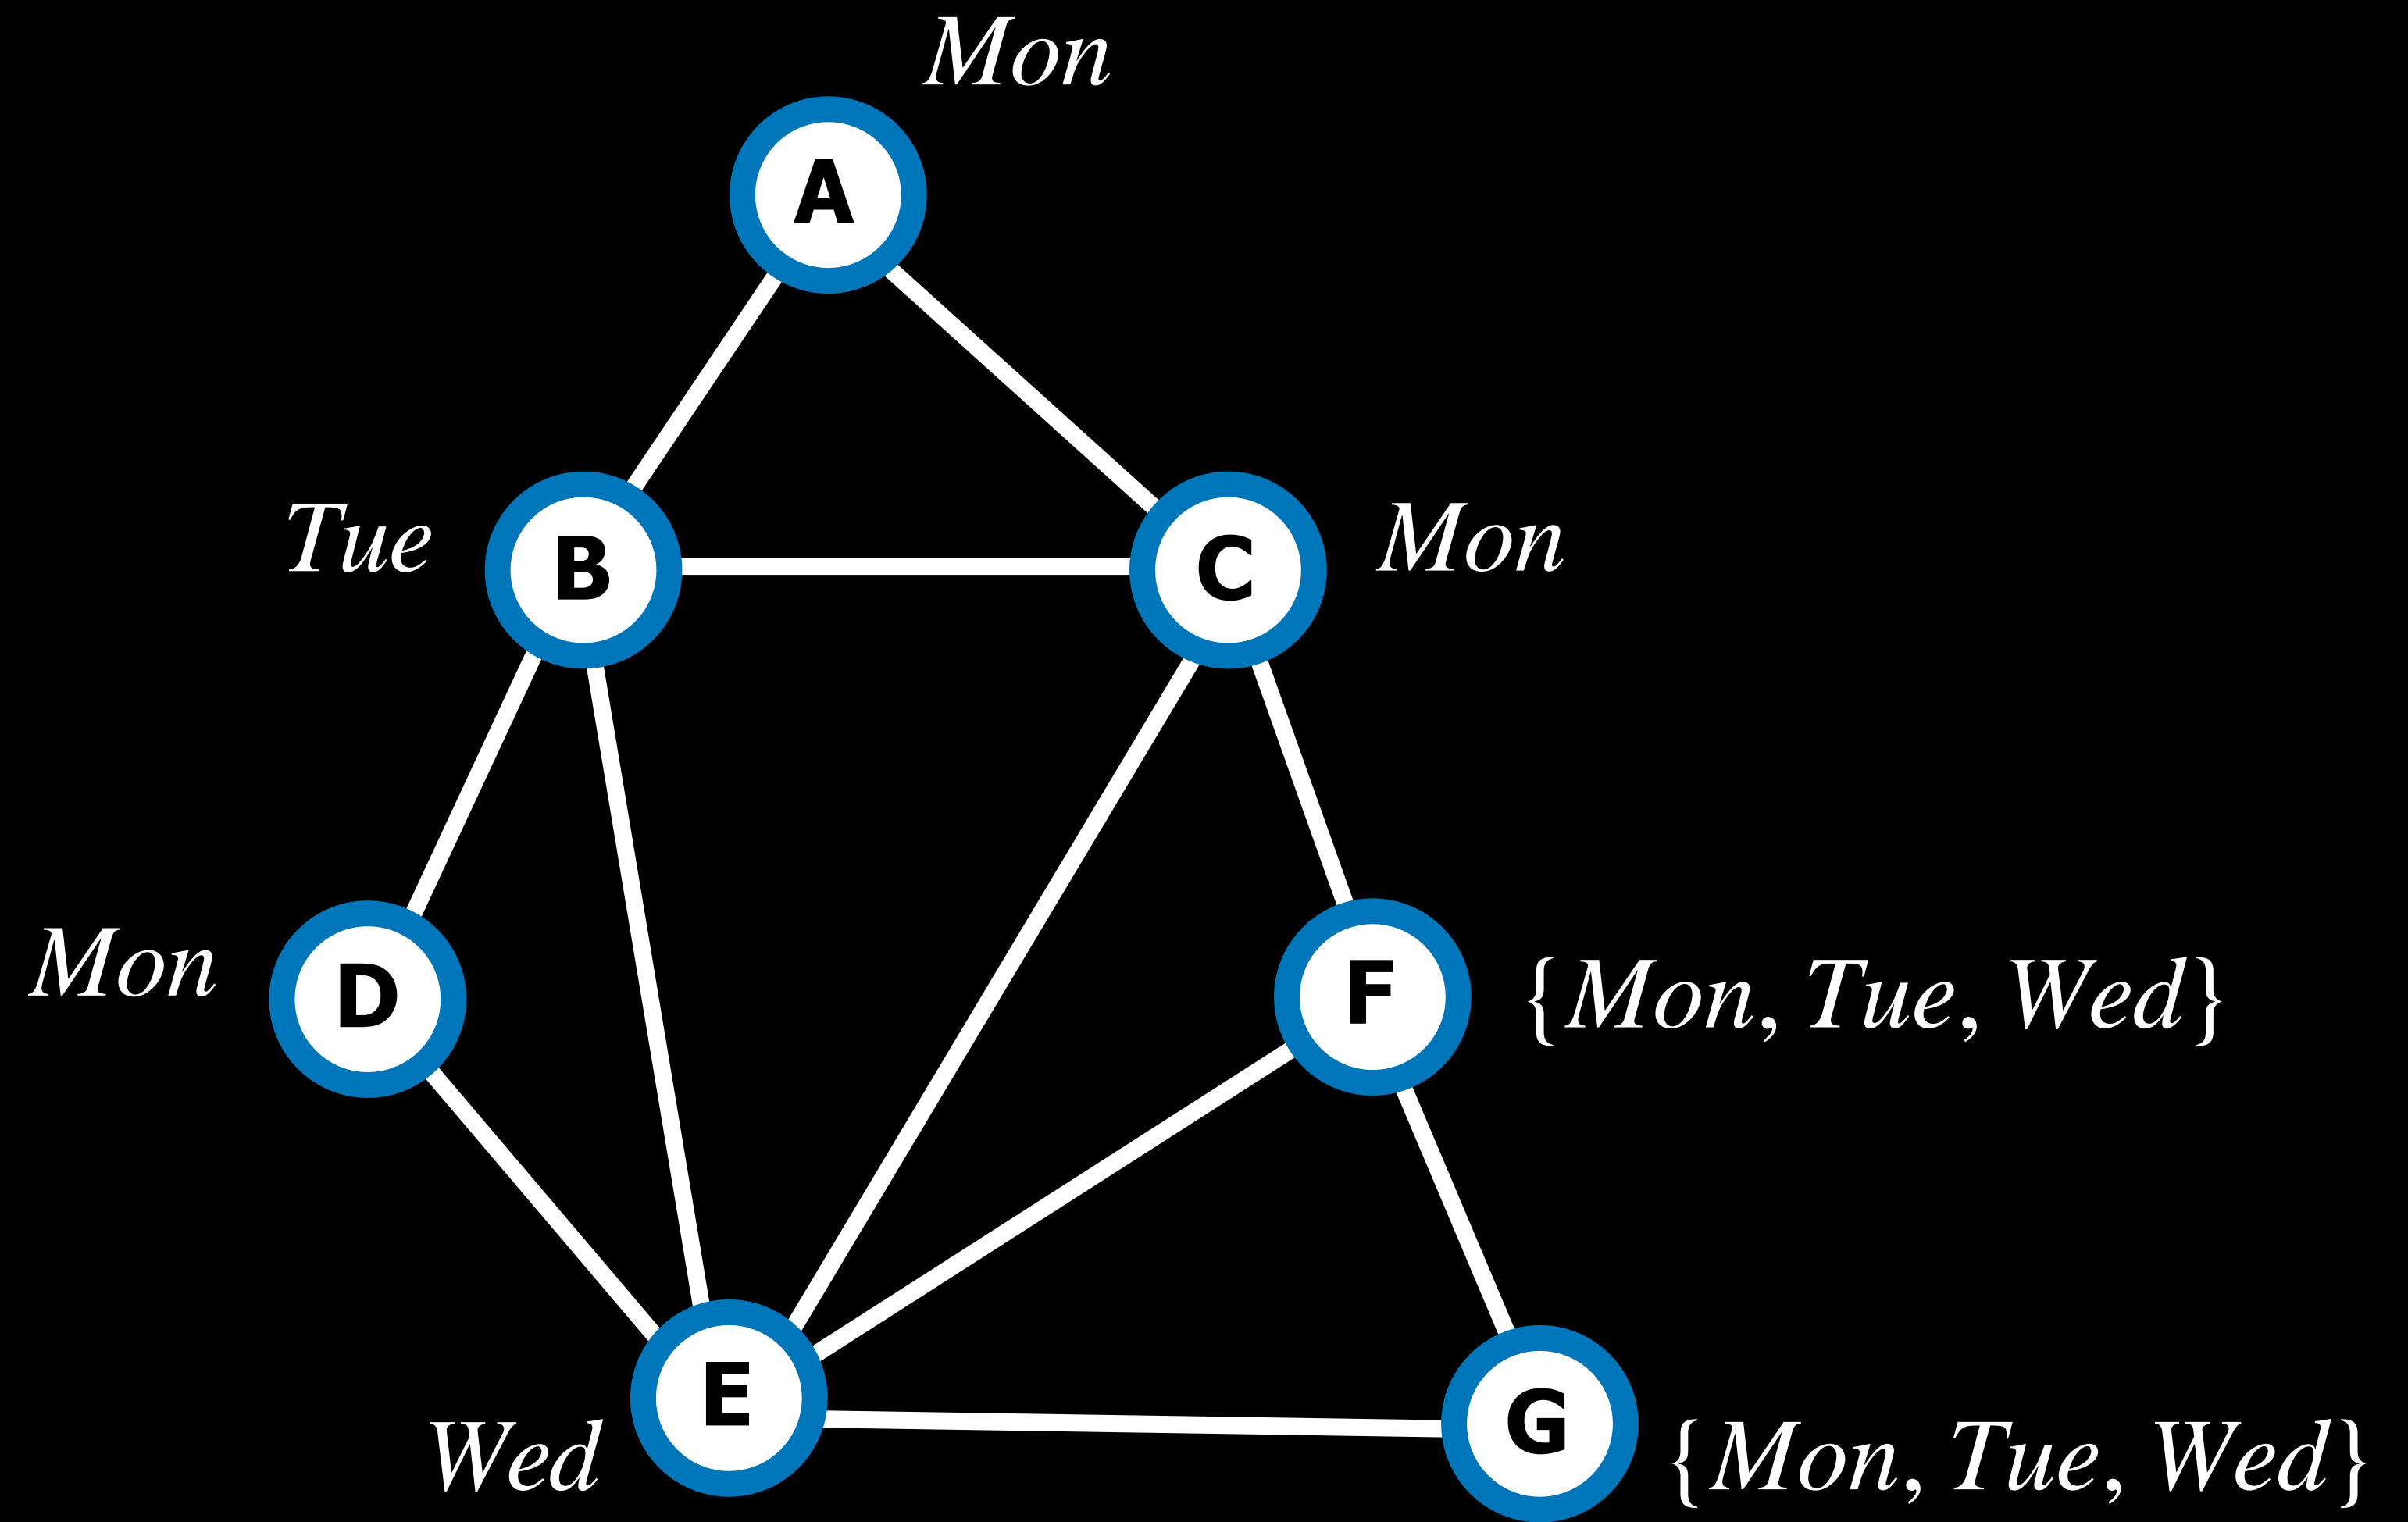 Mon
A
Tue
B
C
Mon
Mon
D
F
{Mon, Tue, Wed}
E
Wed
G
{Mon, Tue, Wed}